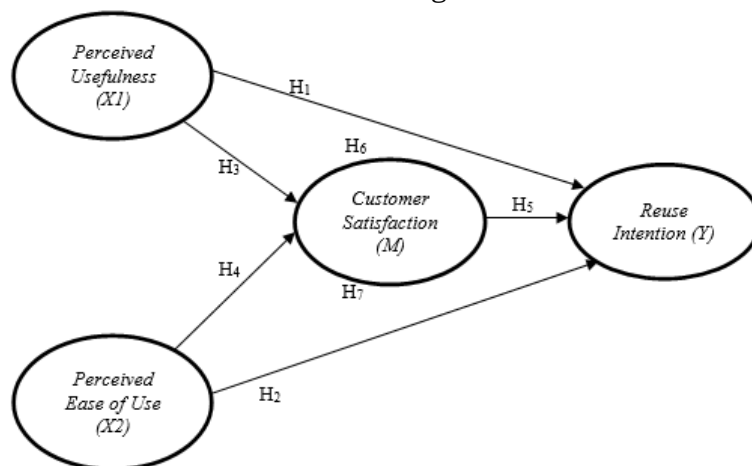 Perceived
Usefulness
(X1)
H1
H6
H3
Customer
Satisfaction
(M)
H5
Reuse
Intention (Y)
H4
H7
Perceived
Ease of Use
(X2)
H2